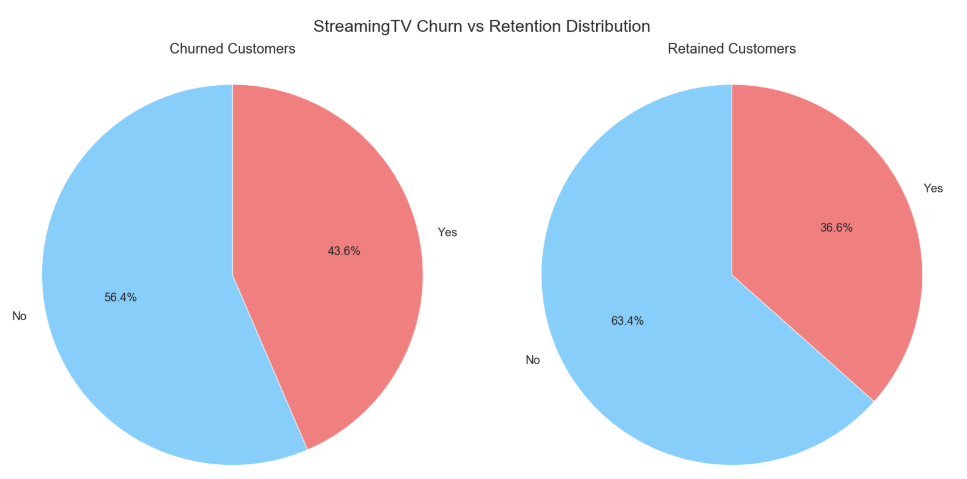 StreamingTV Churn vs Retention Distribution
Churned Customers
Retained Customers
Yes
43.6%
56.4%
No
Yes
36.6%
63.4%
No